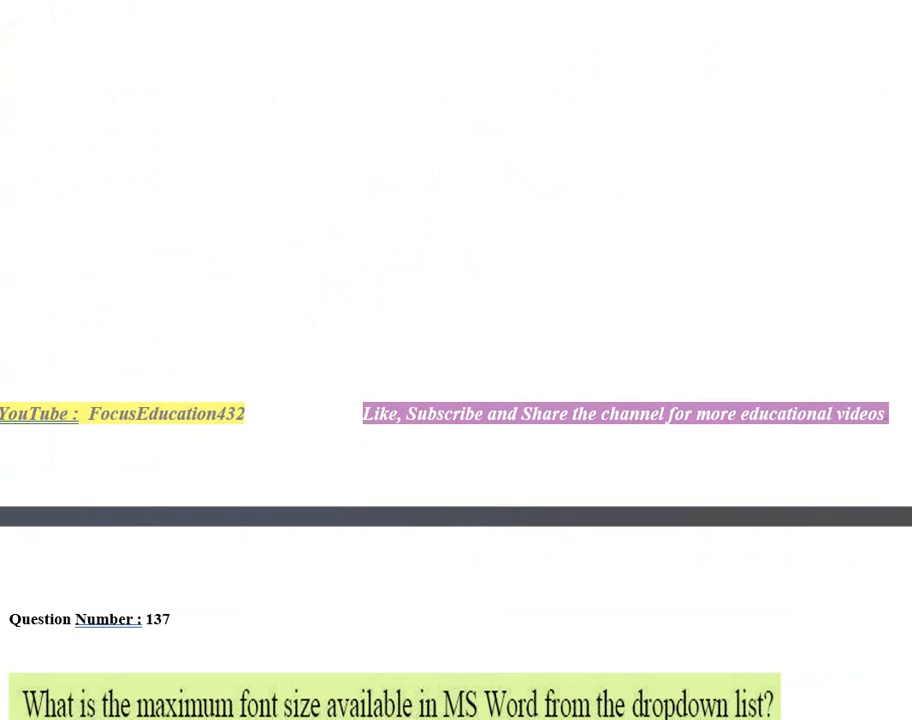 YouTube : FocusEducation432 Like, Subscribe and Share the channel for more educational videos
Question Number : 137
What is the maximum font size available in MS Word from the dropdown list?